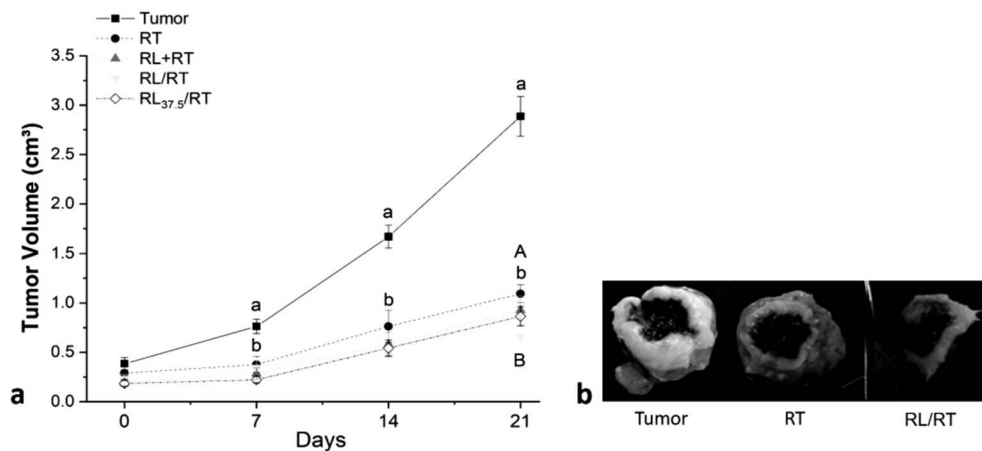 Tumor
RT
RL+RT
RL/RT
RL37.5/RT
3.5
3.0
2.5
2.0
1.5
1.0
0.5
0.0
Tumor Volume (cm³)
a
a
a
b
b
A
b
B
0
7
14
21
Days
a
b
Tumor
RT
RL/RT